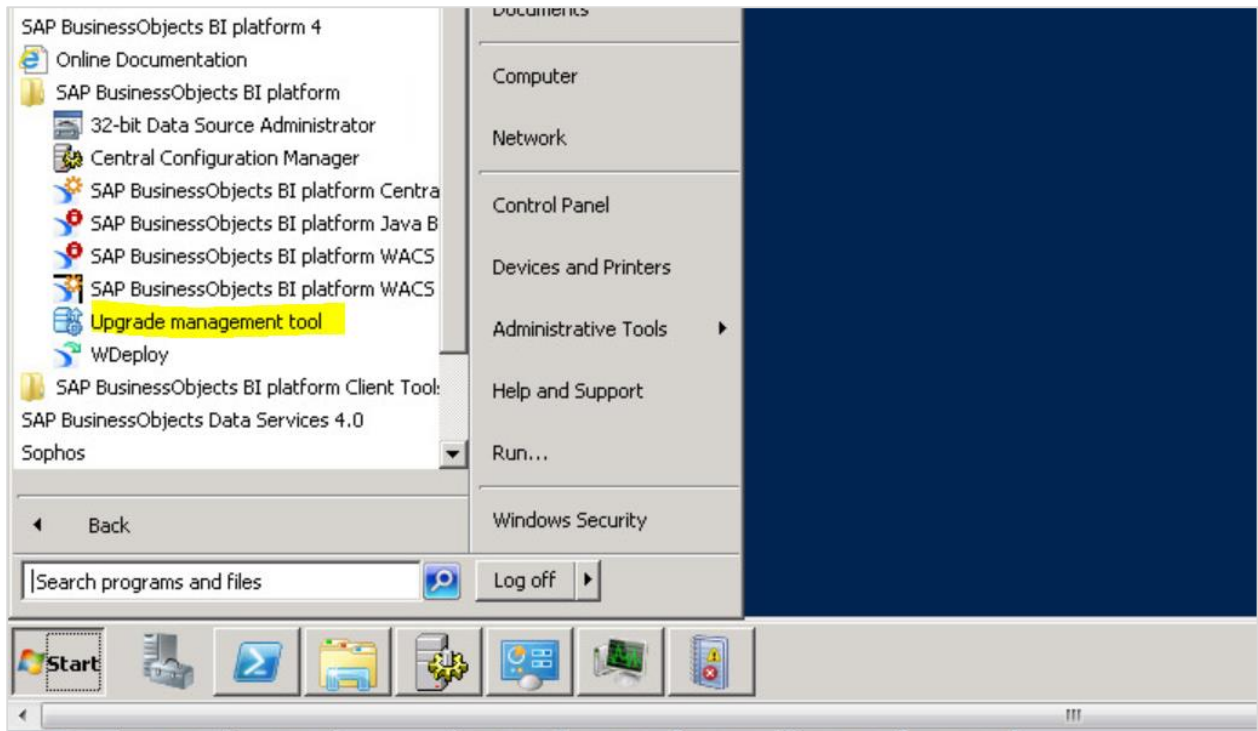 SAP BusinessObjects BI platform 4
Online Documentation
SAP BusinessObjects BI platform
32-bit Data Source Administrator
Central Configuration Manager
SAP BusinessObjects BI platform Centra
SAP BusinessObjects BI platform Java B
SAP BusinessObjects BI platform WACS
SAP BusinessObjects BI platform WACS
Upgrade management tool
WDeploy
SAP BusinessObjects BI platform Client Tool
SAP BusinessObjects Data Services 4.0
Sophos
Back
Search programs and files
Documents
Computer
Network
Control Panel
Devices and Printers
Administrative Tools
Help and Support
Run...
Windows Security
Log off
Start